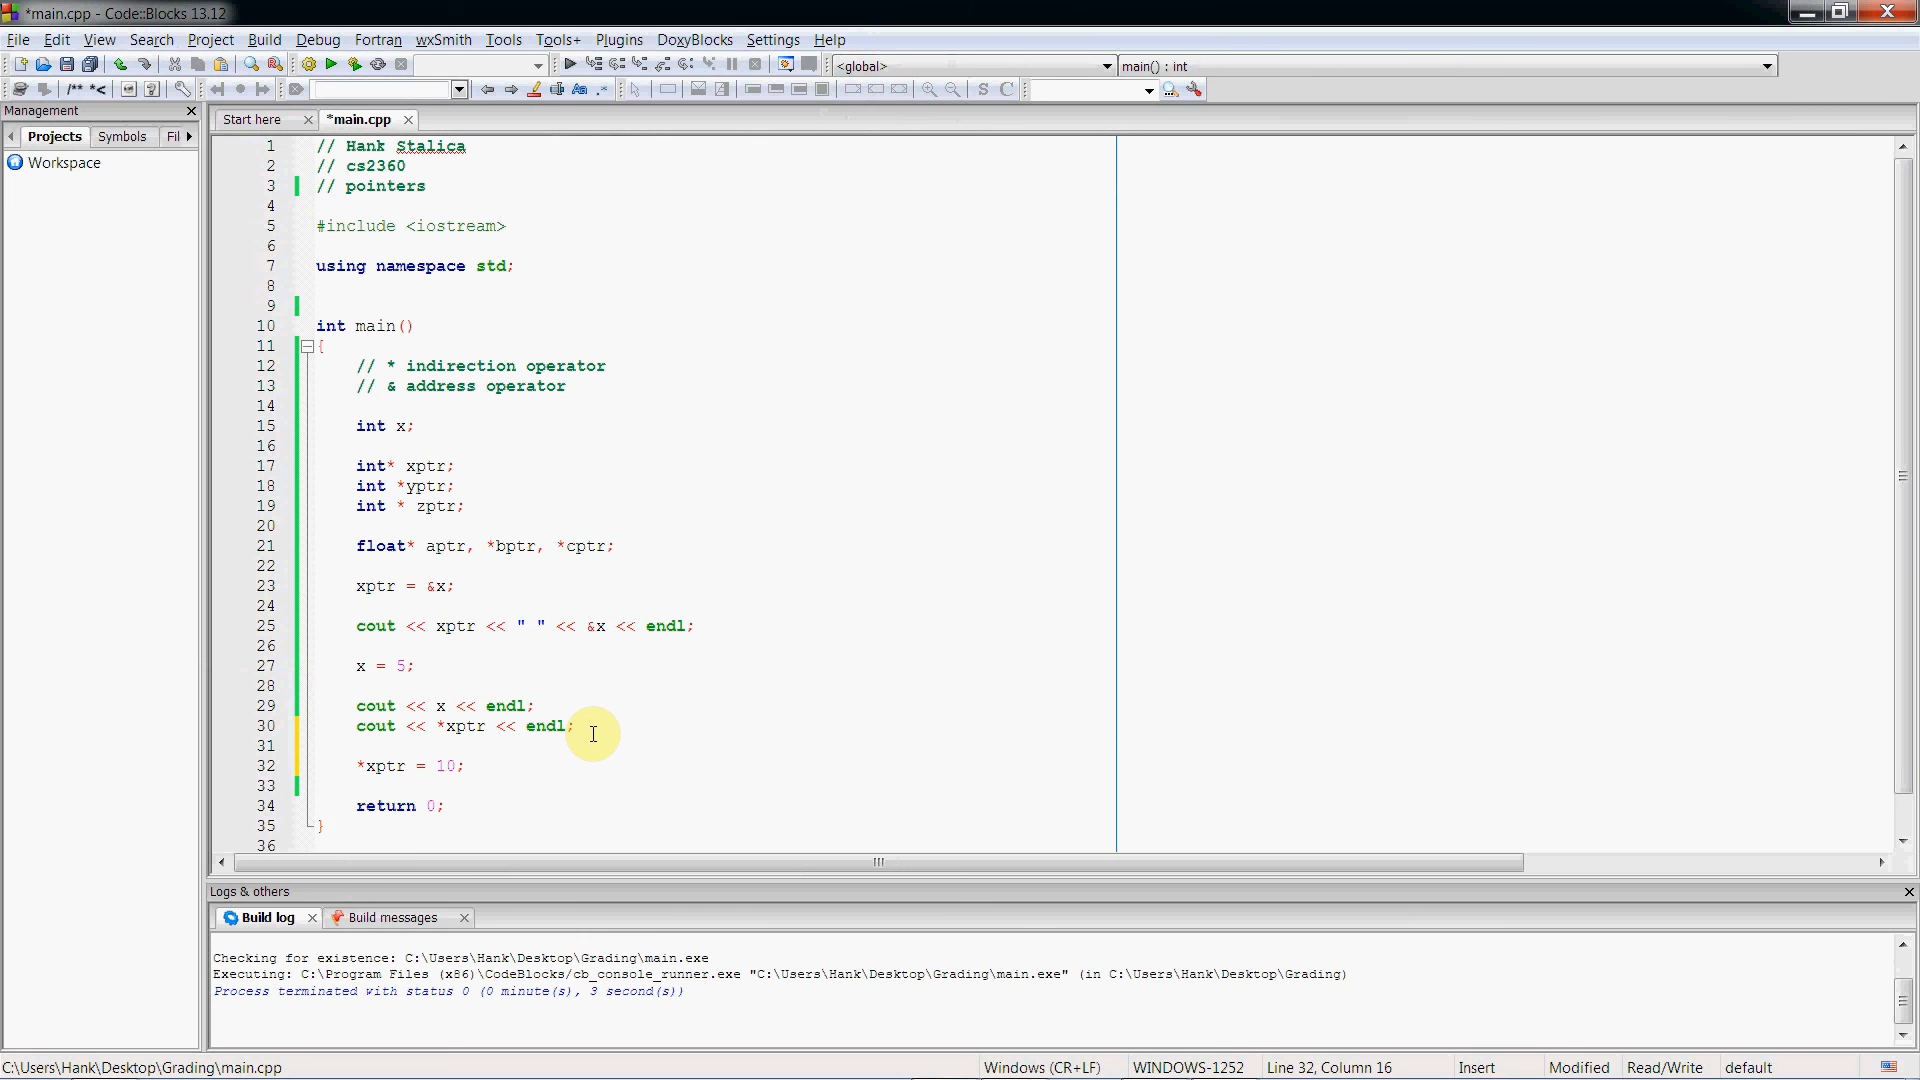 *main.cpp - Code::Blocks 13.12
File Edit View Search Project Build Debug Fortran wxSmith Tools Tools+ Plugins DoxyBlocks Settings Help
<global> main() : int
/** *< Aa .* S C
Management
Start here *main.cpp
Projects Symbols Fil
Workspace
1 // Hank Stalica
2 // cs2360
3 // pointers
4
5 #include <iostream>
6
7 using namespace std;
8
9
10 int main()
11 {
12 // * indirection operator
13 // & address operator
14
15 int x;
16
17 int* xptr;
18 int *yptr;
19 int * zptr;
20
21 float* aptr, *bptr, *cptr;
22
23 xptr = &x;
24
25 cout << xptr << " " << &x << endl;
26
27 x = 5;
28
29 cout << x << endl;
30 cout << *xptr << endl;
31
32 *xptr = 10;
33
34 return 0;
35 }
36
Logs & others
Build log Build messages
Checking for existence: C:\Users\Hank\Desktop\Grading\main.exe
Executing: C:\Program Files (x86)\CodeBlocks/cb_console_runner.exe "C:\Users\Hank\Desktop\Grading\main.exe" (in C:\Users\Hank\Desktop\Grading)
Process terminated with status 0 (0 minute(s), 3 second(s))
C:\Users\Hank\Desktop\Grading\main.cpp Windows (CR+LF) WINDOWS-1252 Line 32, Column 16 Insert Modified Read/Write default